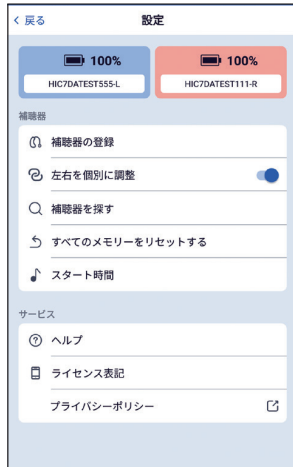 戻る
設定
100%
100%
HIC7DATEST555-L
HIC7DATEST111-R
補聴器
補聴器の登録
左右を個別に調整
補聴器を探す
すべてのメモリーをリセットする
スタート時間
サービス
ヘルプ
ライセンス表記
プライバシーポリシー